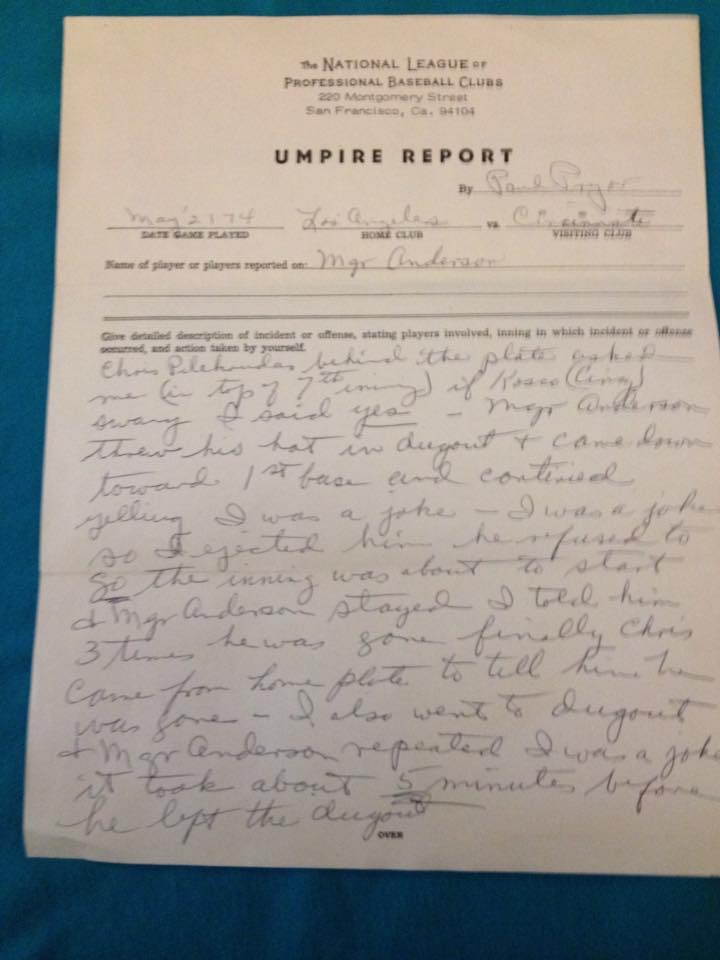 The NATIONAL LEAGUE OF
PROFESSIONAL BASEBALL CLUBS
220 Montgomery Street
San Francisco, Ca. 94104
UMPIRE REPORT
By Paul Pryor
May 21 74 Los Angeles vs. Cincinnati
DATE GAME PLAYED HOME CLUB VISITING CLUB
Name of player or players reported on: Mgr Anderson
Give detailed description of incident or offense, stating players involved, inning in which incident or offense
occurred, and action taken by yourself.
Chris Pelekoudas behind the plate asked
me (in top of 7th inning) if (Cinn)
swang I said yes - Mgr Anderson
threw his hat in dugout + came down
toward 1st base and continued
yelling I was a joke - I was a joke
so I ejected him he refused to
go the inning was about to start
+ Mgr Anderson stayed I told him
3 times he was gone finally Chris
came from home plate to tell him he
was gone - I also went to dugout
+ Mgr Anderson repeated I was a joke
it took about 5 minutes before
he left the dugout
OVER